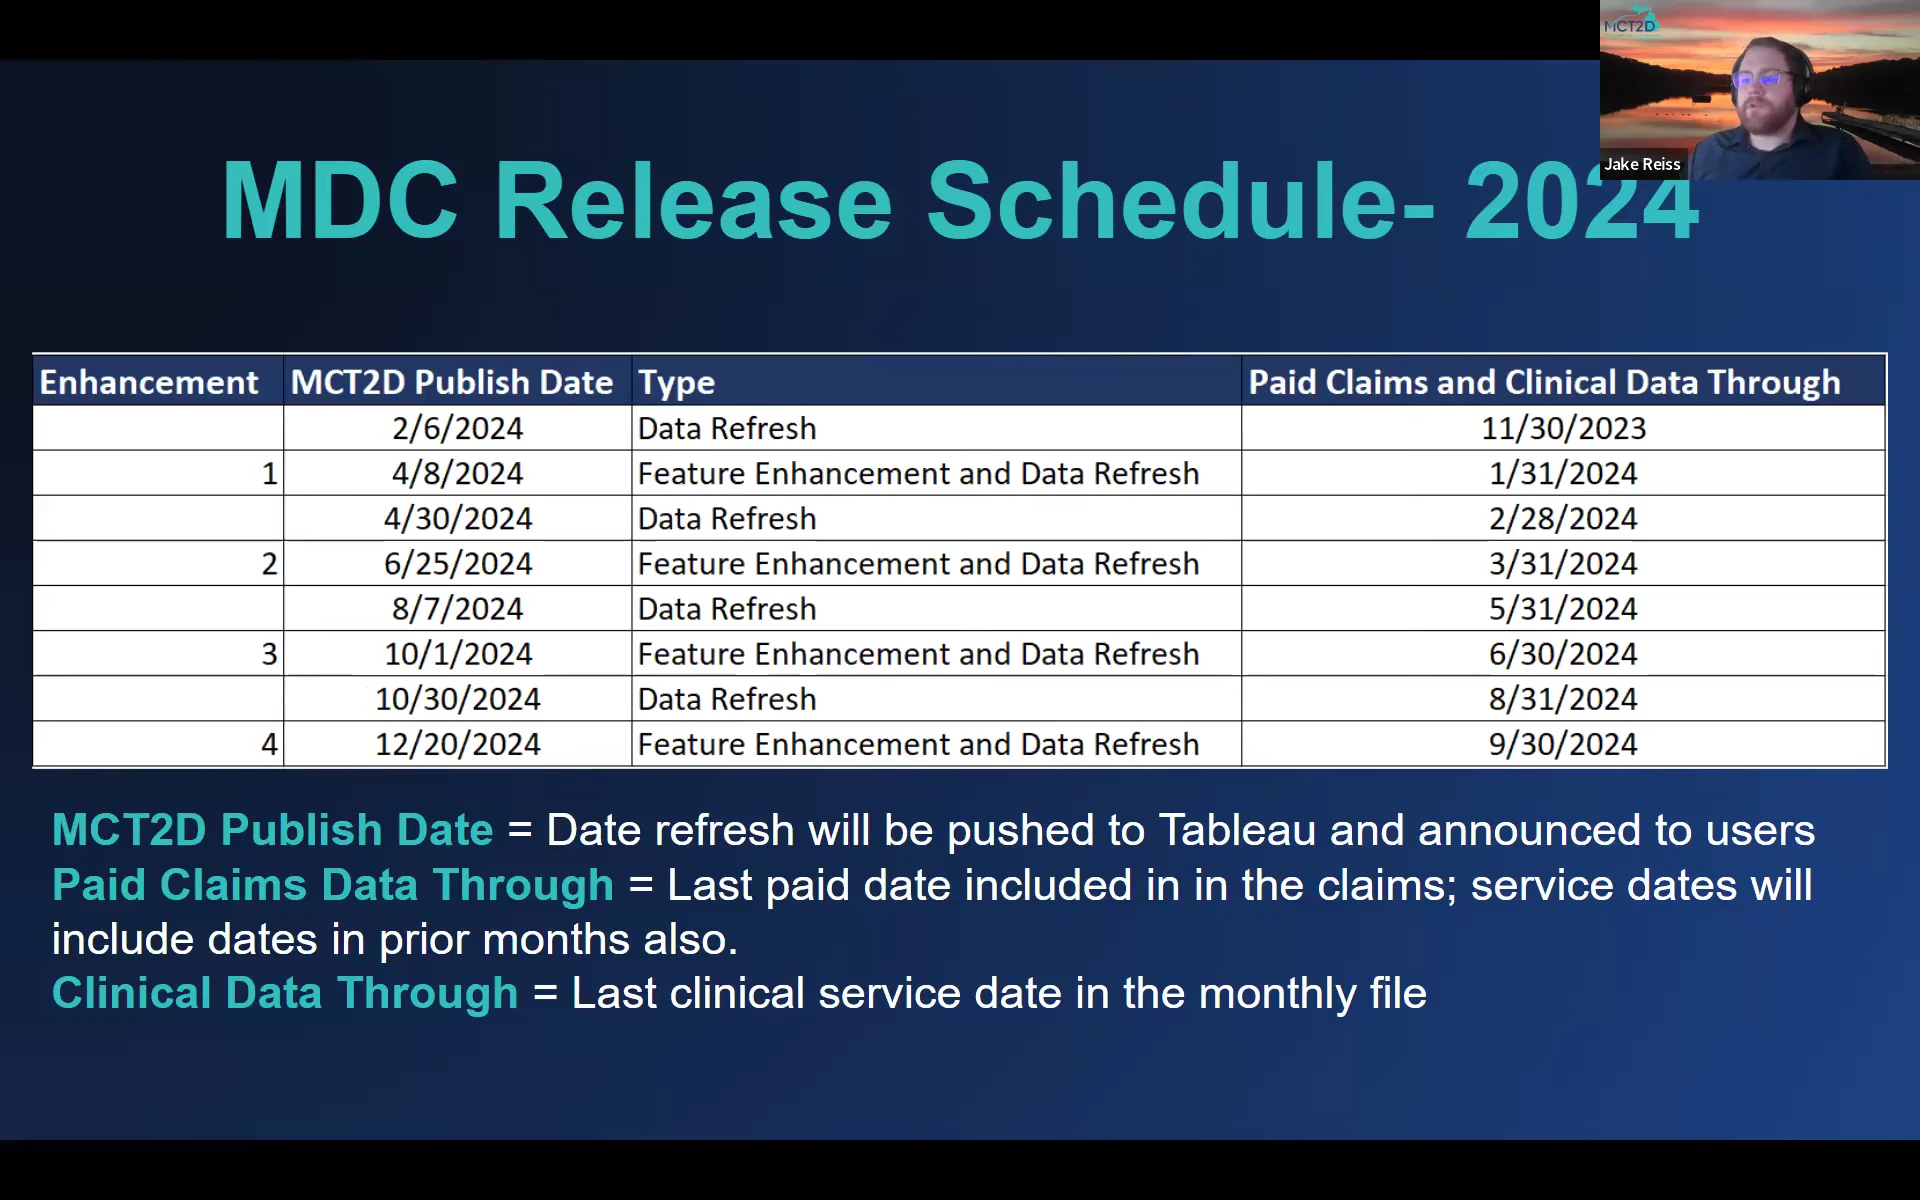 MCT2D
Jake Reiss
MDC Release Schedule- 2024
Enhancement MCT2D Publish Date Type Paid Claims and Clinical Data Through
2/6/2024 Data Refresh 11/30/2023
1 4/8/2024 Feature Enhancement and Data Refresh 1/31/2024
4/30/2024 Data Refresh 2/28/2024
2 6/25/2024 Feature Enhancement and Data Refresh 3/31/2024
8/7/2024 Data Refresh 5/31/2024
3 10/1/2024 Feature Enhancement and Data Refresh 6/30/2024
10/30/2024 Data Refresh 8/31/2024
4 12/20/2024 Feature Enhancement and Data Refresh 9/30/2024
MCT2D Publish Date = Date refresh will be pushed to Tableau and announced to users
Paid Claims Data Through = Last paid date included in in the claims; service dates will
include dates in prior months also.
Clinical Data Through = Last clinical service date in the monthly file